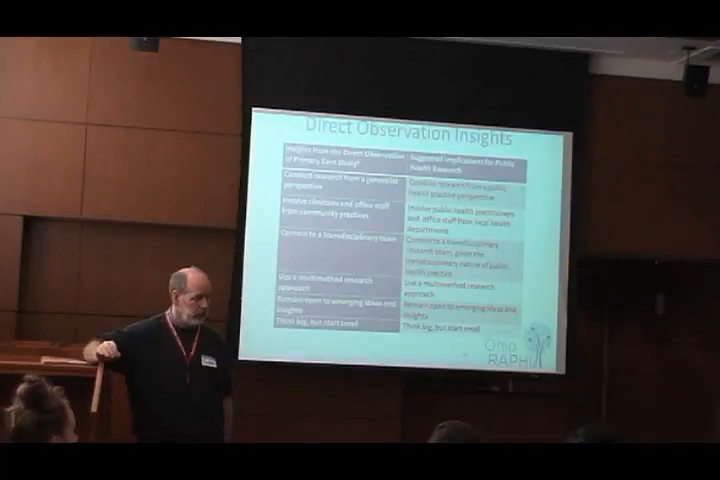 Direct Observation Insights
Insights from the Direct Observation
of Primary Care Study
Suggested Implications for Public
Health Research
Conduct research from a generalist
perspective
Conduct research from a public
health practice perspective
Involve clinicians and office staff
from community practices
Involve public health practitioners
and office staff from local health
departments
Commit to a transdisciplinary team
Commit to a transdisciplinary
research team, given the
transdisciplinary nature of public
health practice
Use a multimethod research
approach
Use a multimethod research
approach
Remain open to emerging ideas and
insights
Remain open to emerging ideas and
insights
Think big, but start small
Think big, but start small
Ohio
RAPHI